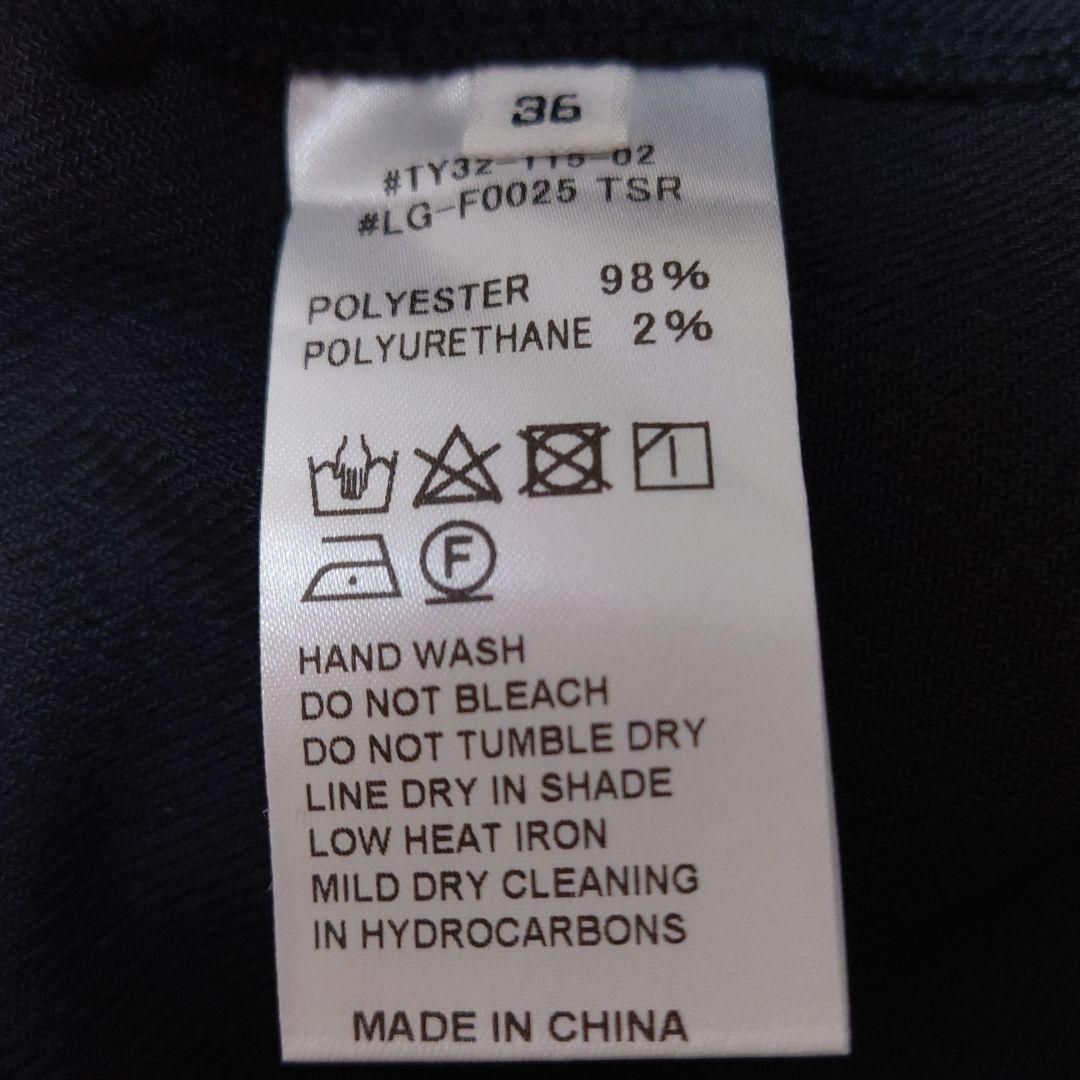 36
#TY32-115-02
#LG-F0025 TSR
POLYESTER 98%
POLYURETHANE 2%
F
HAND WASH
DO NOT BLEACH
DO NOT TUMBLE DRY
LINE DRY IN SHADE
LOW HEAT IRON
MILD DRY CLEANING
IN HYDROCARBONS
MADE IN CHINA